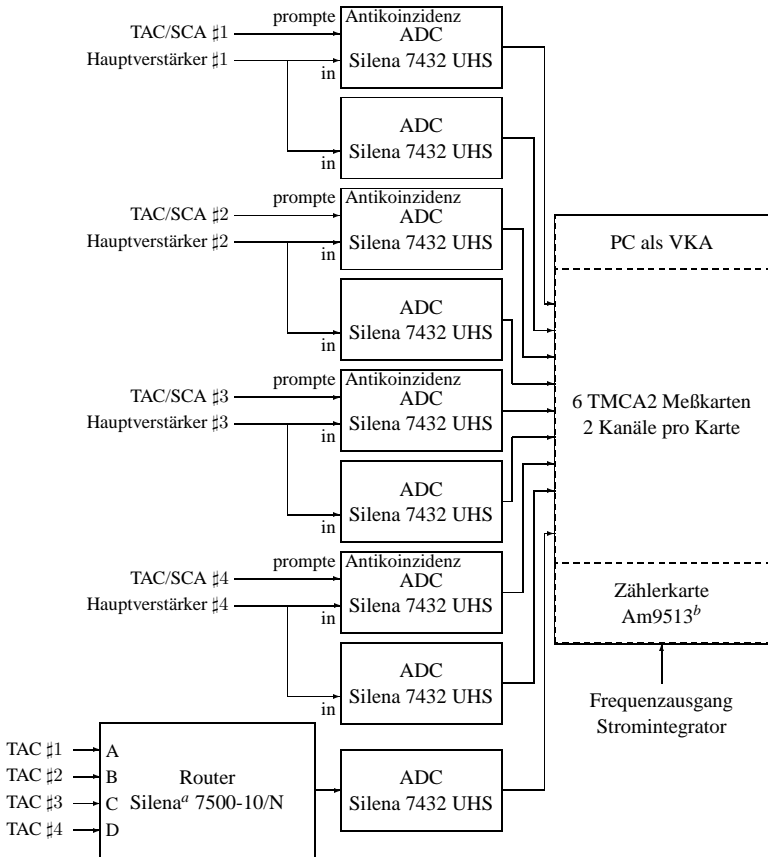 prompte
Antikoinzidenz
TAC/SCA ♯1
ADC
Hauptverstärker ♯1
Silena 7432 UHS
in
ADC
Silena 7432 UHS
in
prompte
Antikoinzidenz
TAC/SCA ♯2
ADC
Hauptverstärker ♯2
Silena 7432 UHS
in
ADC
Silena 7432 UHS
in
prompte
Antikoinzidenz
TAC/SCA ♯3
ADC
Hauptverstärker ♯3
Silena 7432 UHS
in
ADC
Silena 7432 UHS
in
prompte
Antikoinzidenz
TAC/SCA ♯4
ADC
Hauptverstärker ♯4
Silena 7432 UHS
in
ADC
Silena 7432 UHS
in
TAC ♯1
A
TAC ♯2
B
TAC ♯3
C
TAC ♯4
D
Router
Silenaᵃ 7500-10/N
ADC
Silena 7432 UHS
PC als VKA
6 TMCA2 Meßkarten
2 Kanäle pro Karte
Zählerkarte
Am9513ᵇ
Frequenzausgang
Stromintegrator